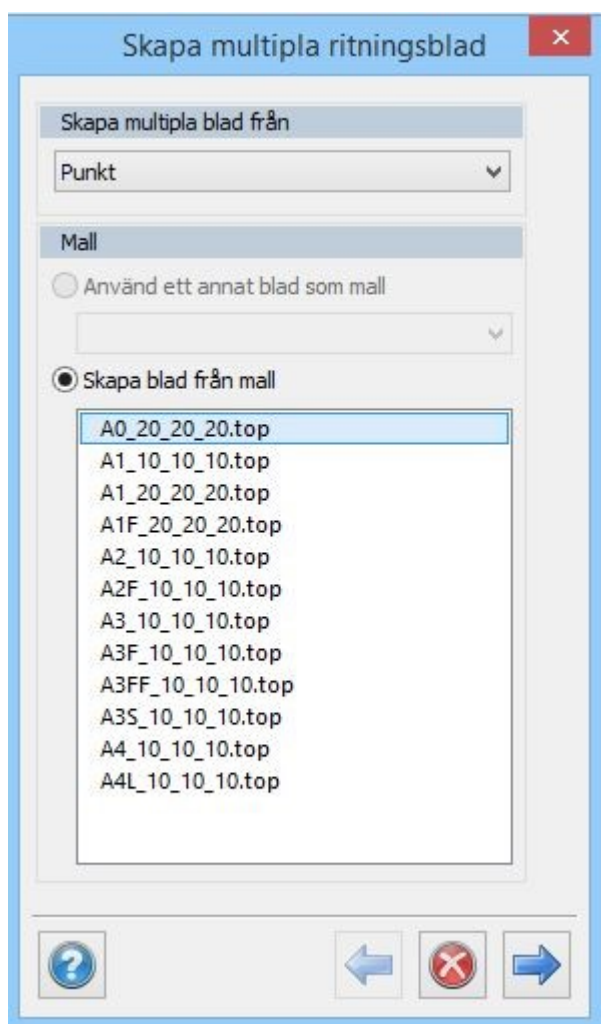 Skapa multipla ritningsblad
Skapa multipla blad från
Punkt
Mall
Använd ett annat blad som mall
Skapa blad från mall
A0_20_20_20.top
A1_10_10_10.top
A1_20_20_20.top
A1F_20_20_20.top
A2_10_10_10.top
A2F_10_10_10.top
A3_10_10_10.top
A3F_10_10_10.top
A3FF_10_10_10.top
A3S_10_10_10.top
A4_10_10_10.top
A4L_10_10_10.top